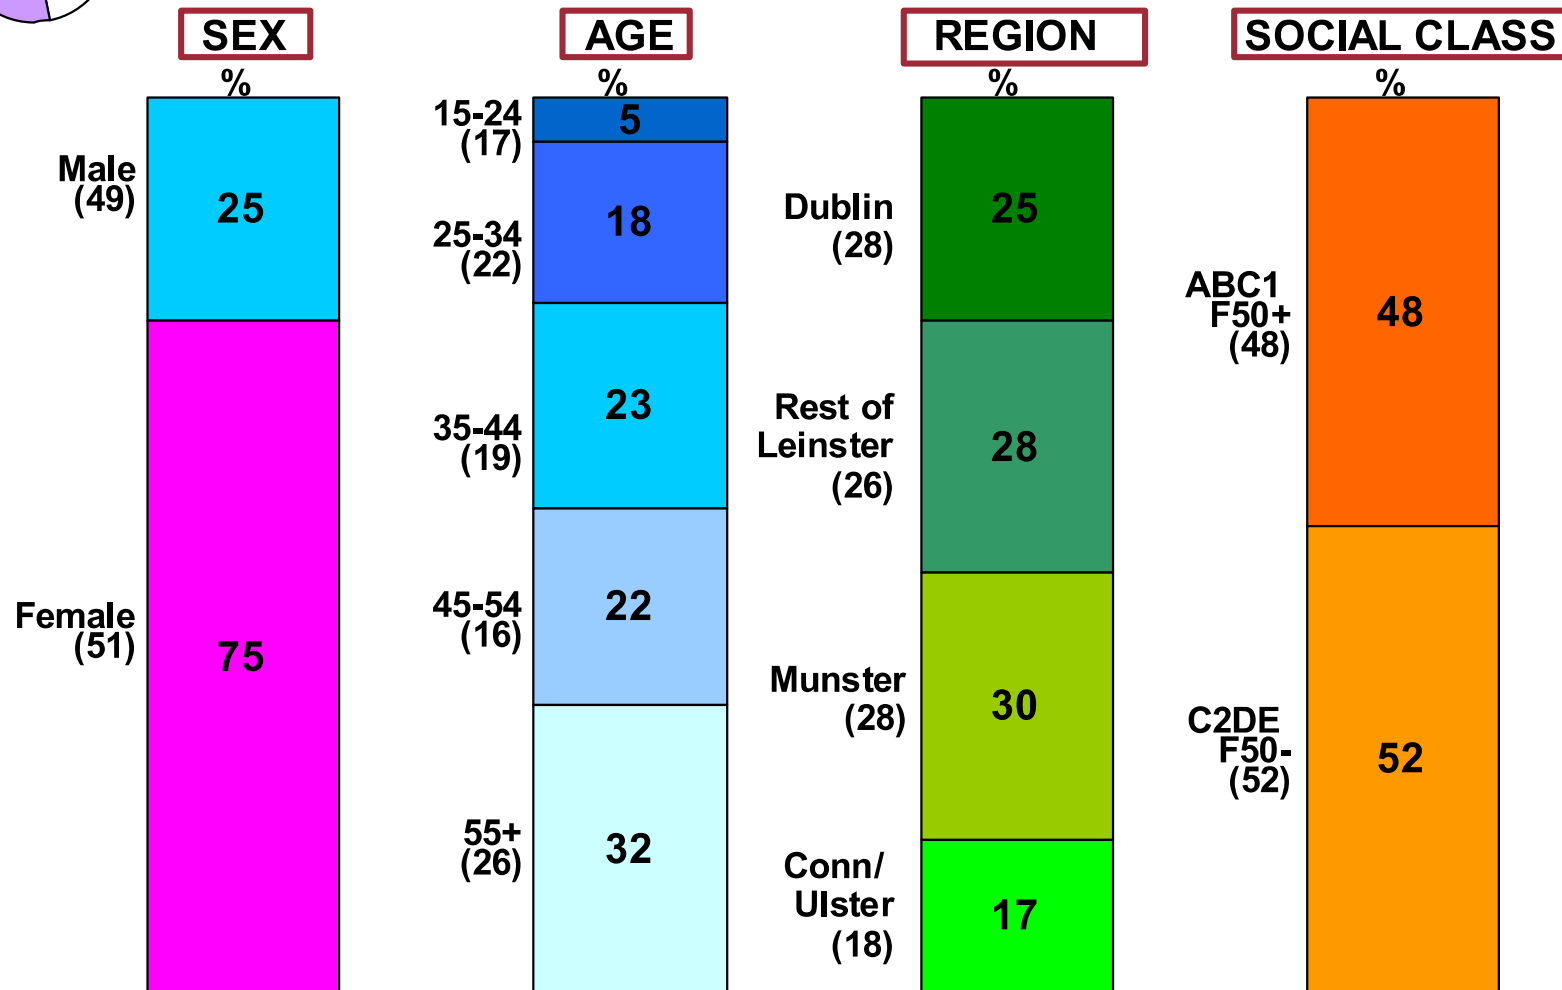 SEX
%
Male
(49)
25
Female
(51)
75
AGE
%
15-24
(17)
5
25-34
(22)
18
35-44
(19)
23
45-54
(16)
22
55+
(26)
32
REGION
%
Dublin
(28)
25
Rest of
Leinster
(26)
28
Munster
(28)
30
Conn/
Ulster
(18)
17
SOCIAL CLASS
%
ABC1
F50+
(48)
48
C2DE
F50-
(52)
52